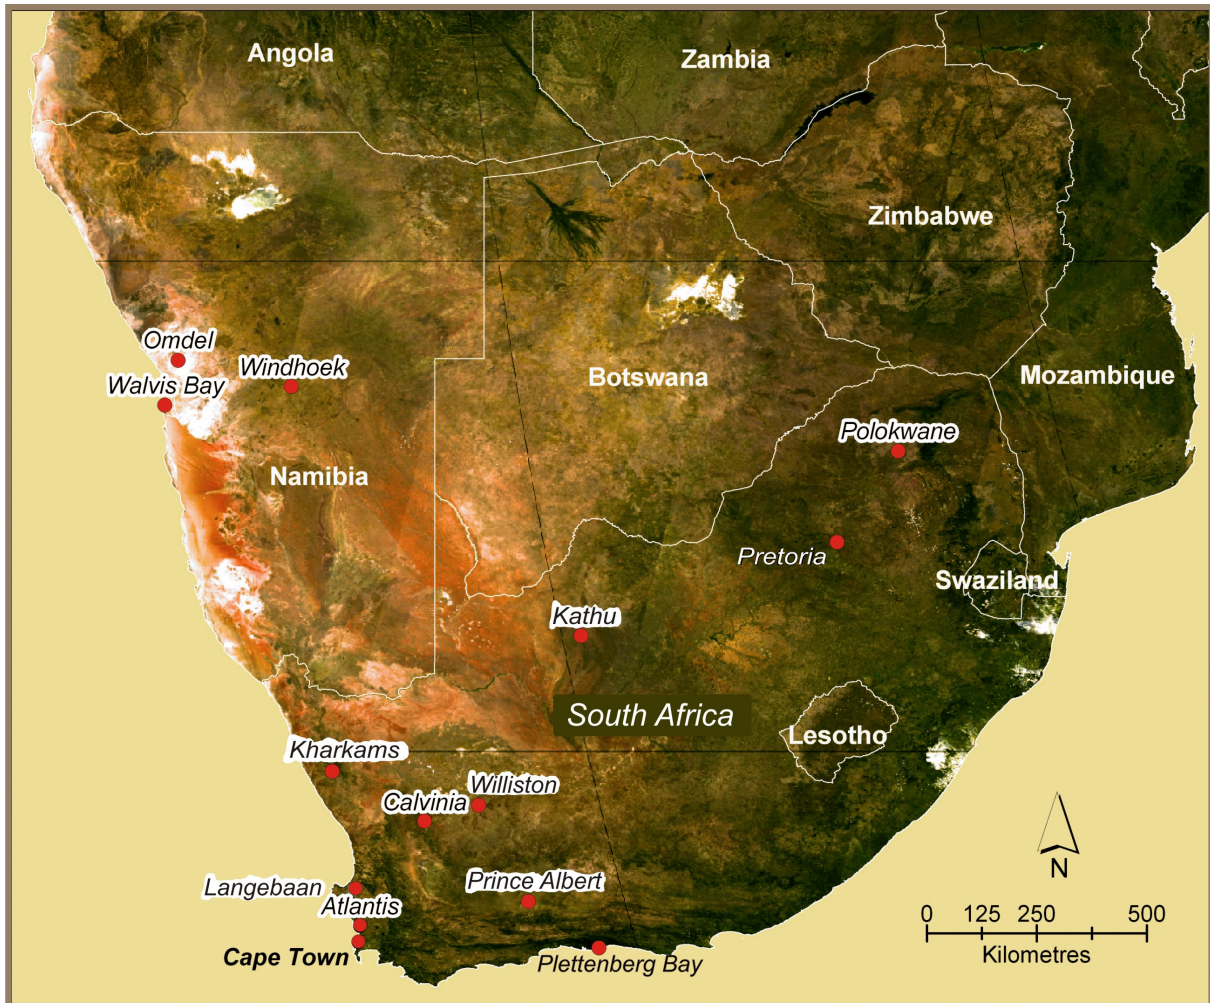 Angola
Zambia
Zimbabwe
Omdel
Windhoek
Walvis Bay
Botswana
Mozambique
Polokwane
Namibia
Pretoria
Swaziland
Kathu
South Africa
Lesotho
Kharkams
Williston
Calvinia
Prince Albert
Langebaan
Atlantis
Cape Town
Plettenberg Bay
N
0 125 250 500
Kilometres